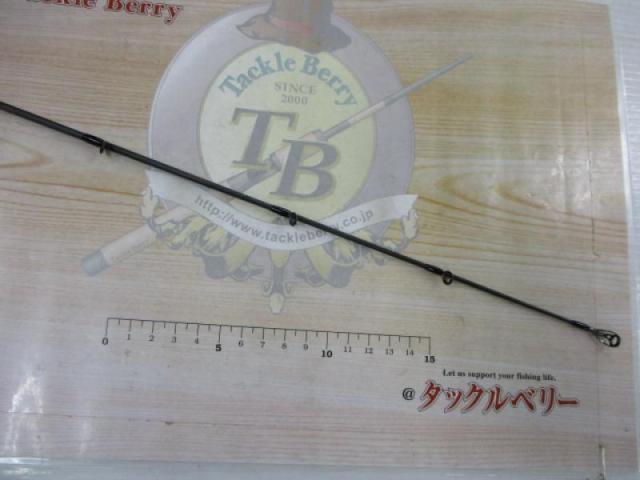 ckle Berry
Tackle Berry
SINCE
2000
TB
http://www.tackleberry.co.jp
0 1 2 3 4 5 6 7 8 9 10 11 12 13 14 15
Let us support your fishing life.
@タックルベリー